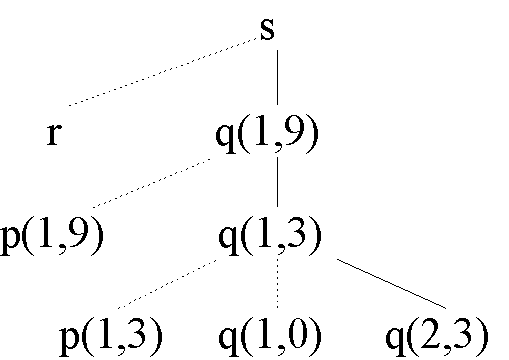 s
r q(1,9)
p(1,9) q(1,3)
p(1,3) q(1,0) q(2,3)